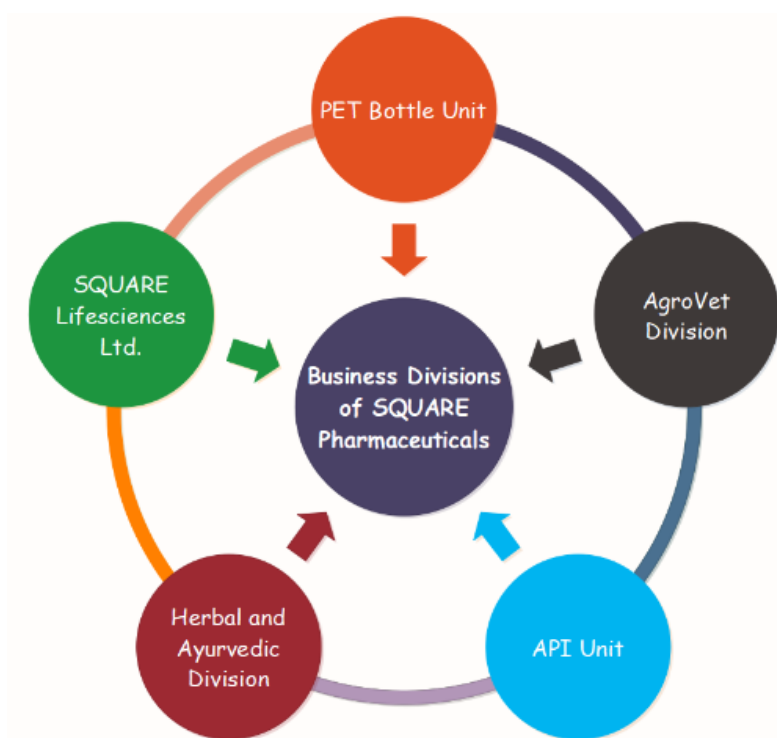 PET Bottle Unit
SQUARE
Lifesciences
Ltd.
AgroVet
Division
Business Divisions
of SQUARE
Pharmaceuticals
Herbal and
Ayurvedic
Division
API Unit